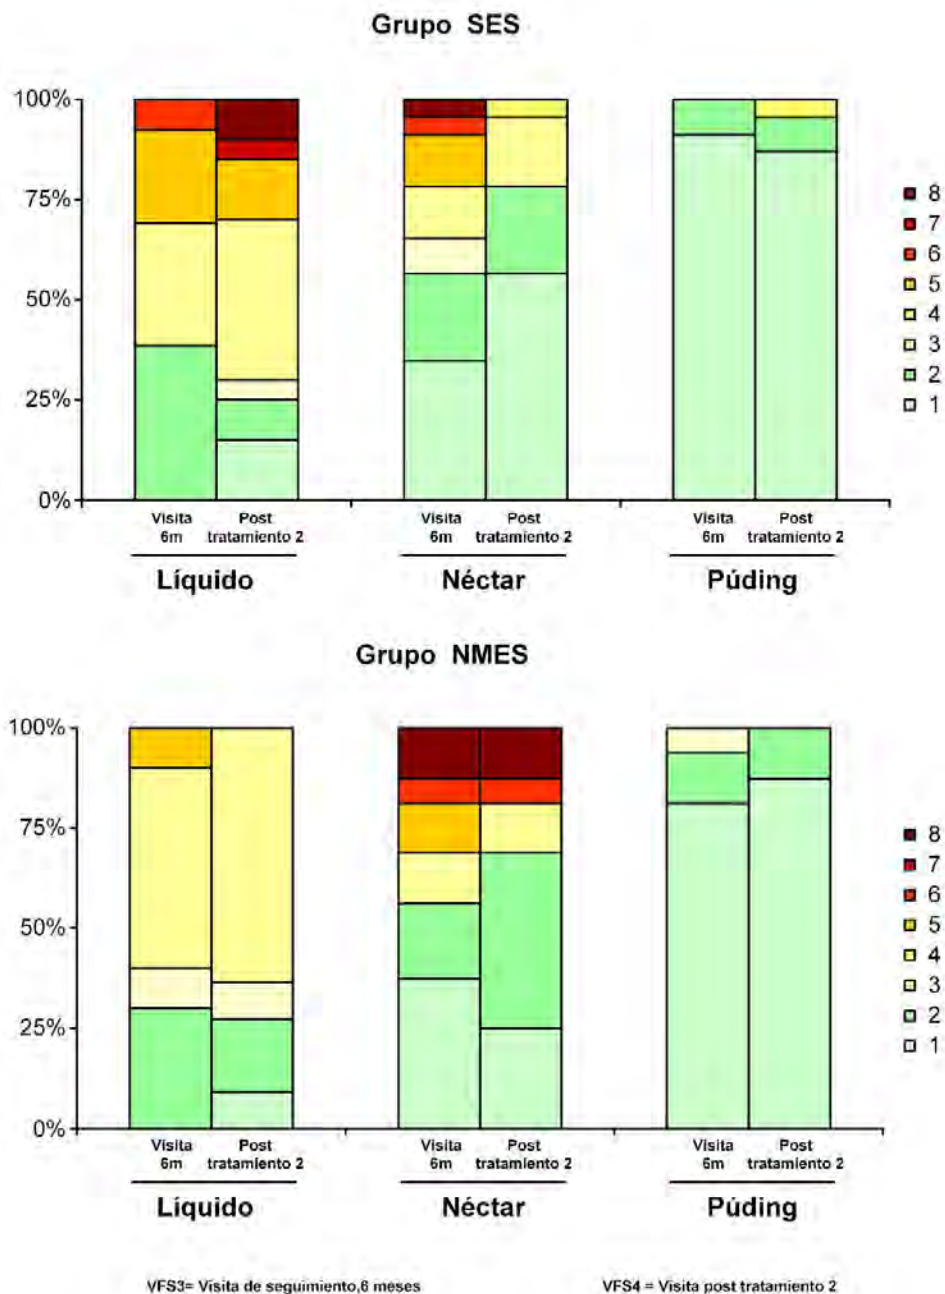 Grupo SES
100%
75%
50%
25%
0%
8
7
6
5
4
3
2
1
Visita 6m
Post tratamiento 2
Visita 6m
Post tratamiento 2
Visita 6m
Post tratamiento 2
Líquido
Néctar
Púding
Grupo NMES
100%
75%
50%
25%
0%
8
7
6
5
4
3
2
1
Visita 6m
Post tratamiento 2
Visita 6m
Post tratamiento 2
Visita 6m
Post tratamiento 2
Líquido
Néctar
Púding
VFS3= Visita de seguimiento,6 meses
VFS4 = Visita post tratamiento 2